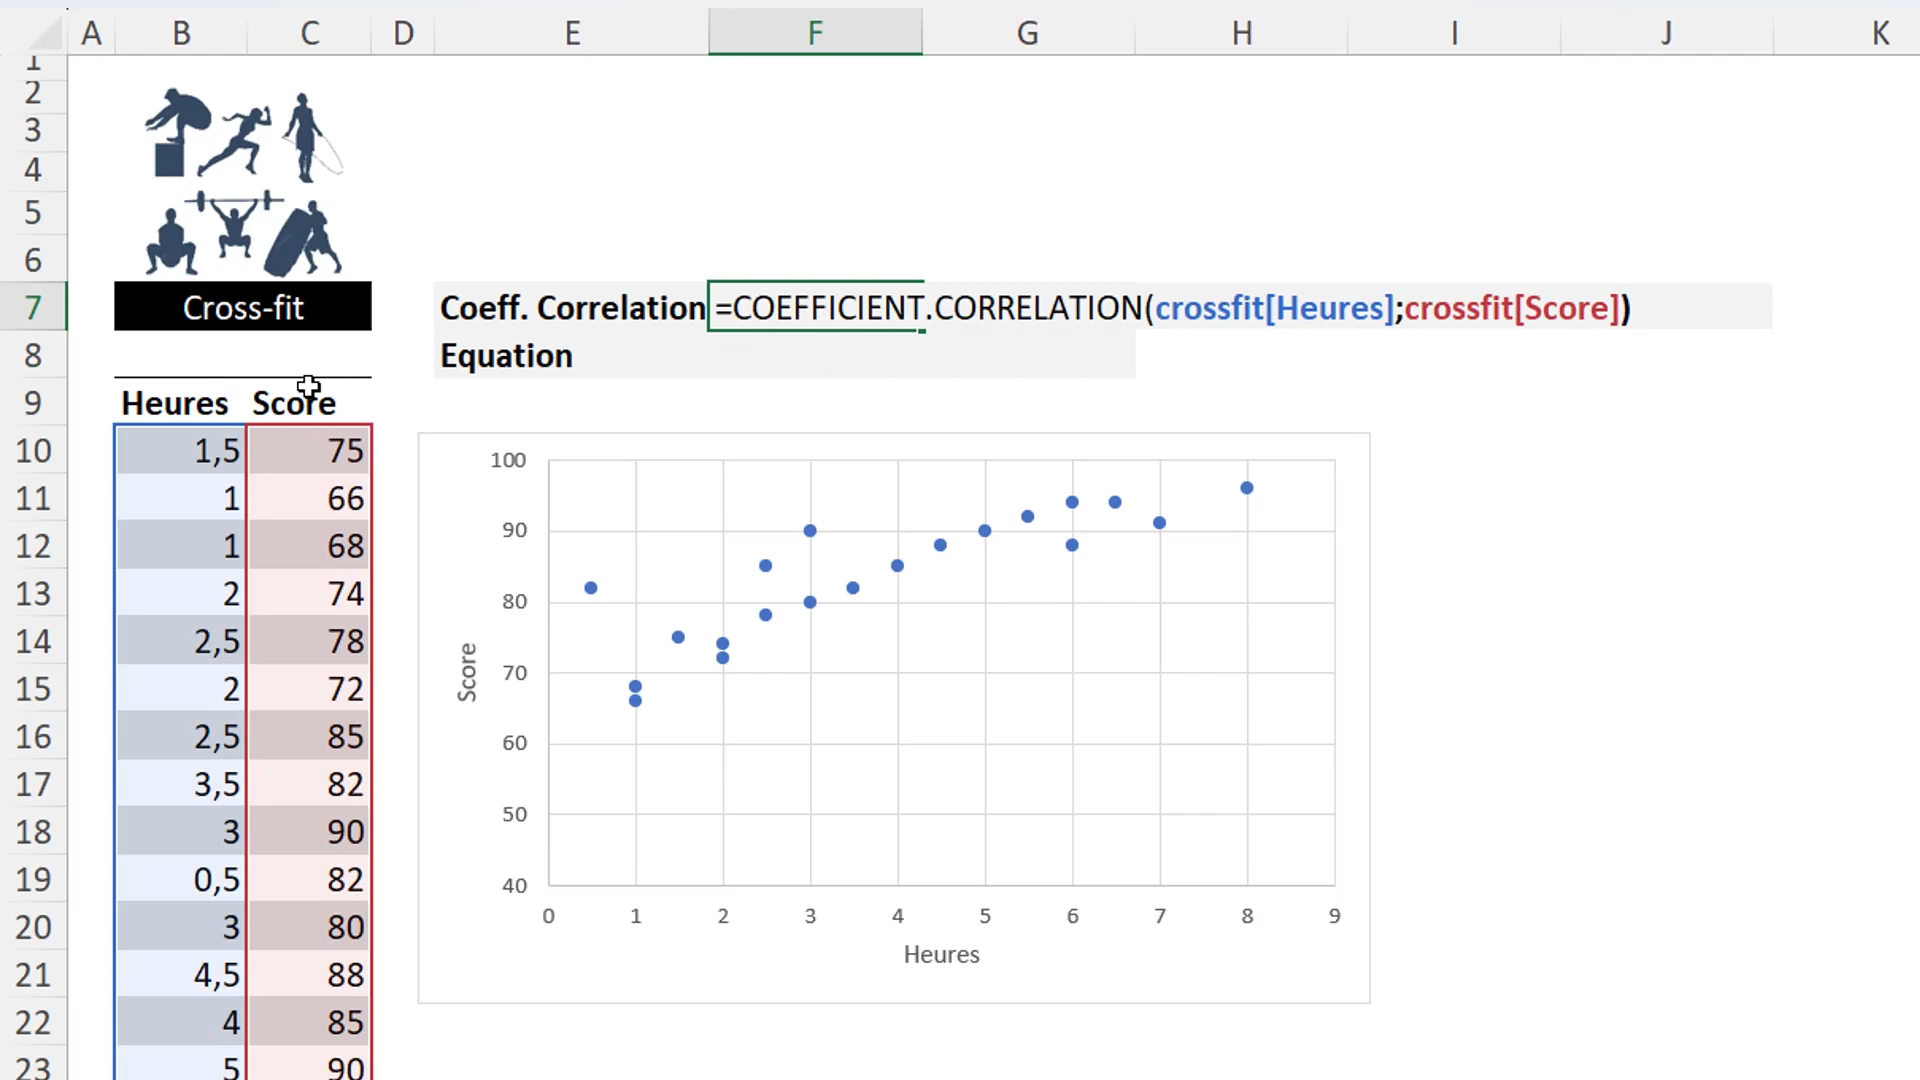 A B C D E F G H I J K
1
2
3
4
5
6
7 Cross-fit Coeff. Correlation =COEFFICIENT.CORRELATION(crossfit[Heures];crossfit[Score])
8 Equation
9 Heures Score
10 1,5 75
11 1 66
12 1 68
13 2 74
14 2,5 78
15 2 72
16 2,5 85
17 3,5 82
18 3 90
19 0,5 82
20 3 80
21 4,5 88
22 4 85
23 5 90
100
90
80
70
60
50
40
Score
0 1 2 3 4 5 6 7 8 9
Heures